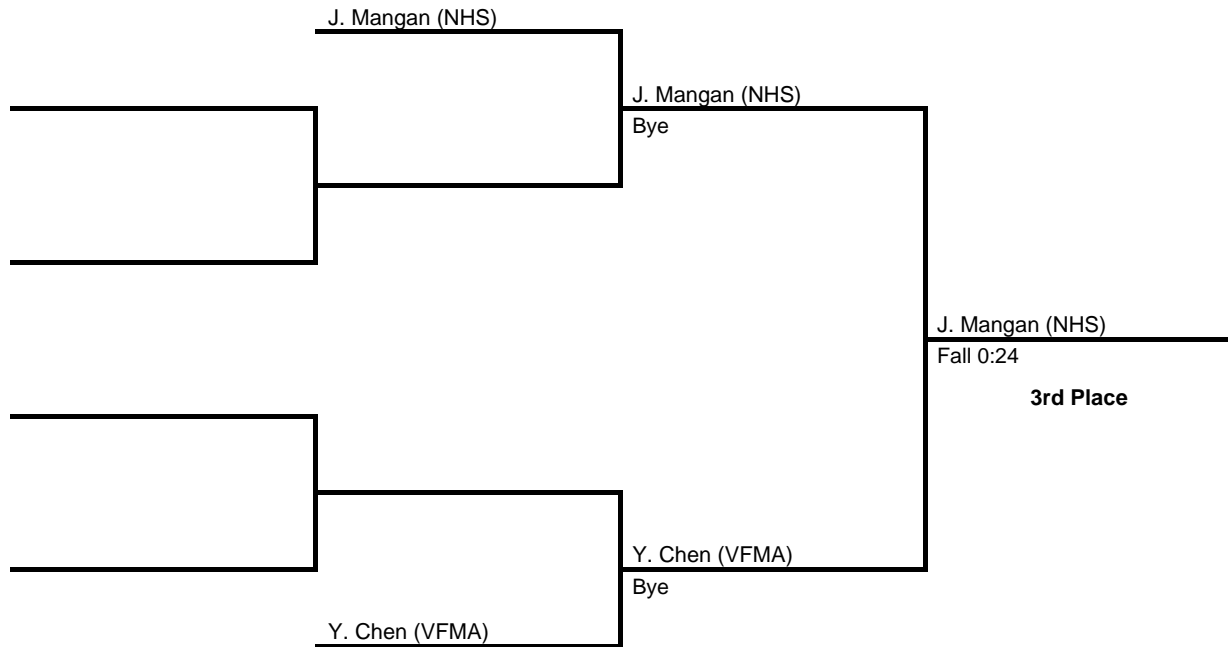 J. Mangan (NHS)
J. Mangan (NHS)
Bye
J. Mangan (NHS)
Fall 0:24
3rd Place
Y. Chen (VFMA)
Bye
Y. Chen (VFMA)